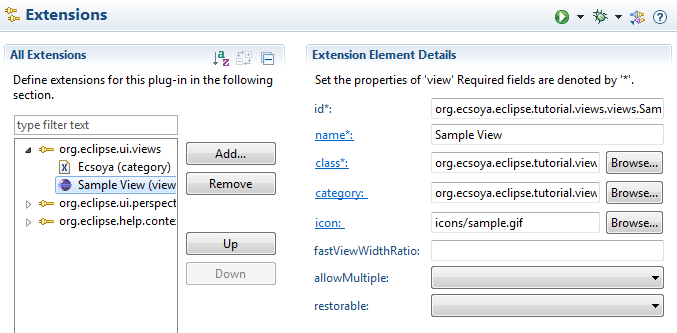 Extensions
All Extensions
Define extensions for this plug-in in the following
section.
type filter text
org.eclipse.ui.views
Ecsoya (category)
Sample View (view
org.eclipse.ui.perspect
org.eclipse.help.conte
Add...
Remove
Up
Down
Extension Element Details
Set the properties of 'view' Required fields are denoted by '*'.
id*: org.ecsoya.eclipse.tutorial.views.views.Sam
name*: Sample View
class*: org.ecsoya.eclipse.tutorial.view Browse...
category: org.ecsoya.eclipse.tutorial.view Browse...
icon: icons/sample.gif Browse...
fastViewWidthRatio:
allowMultiple:
restorable: